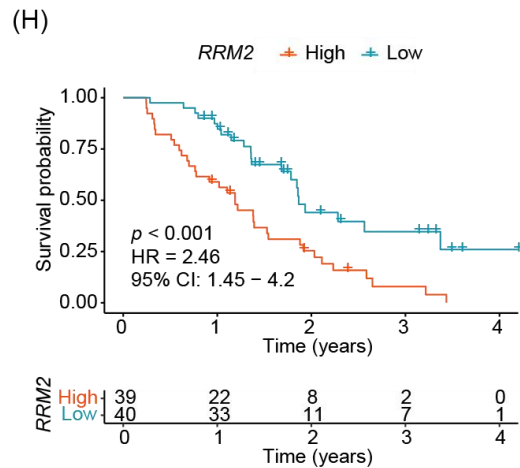 (H)
RRM2 High Low
Survival probability
1.00
0.75
0.50
0.25
0.00
p < 0.001
HR = 2.46
95% CI: 1.45 − 4.2
0 1 2 3 4
Time (years)
RRM2
High 39 22 8 2 0
Low 40 33 11 7 1
0 1 2 3 4
Time (years)